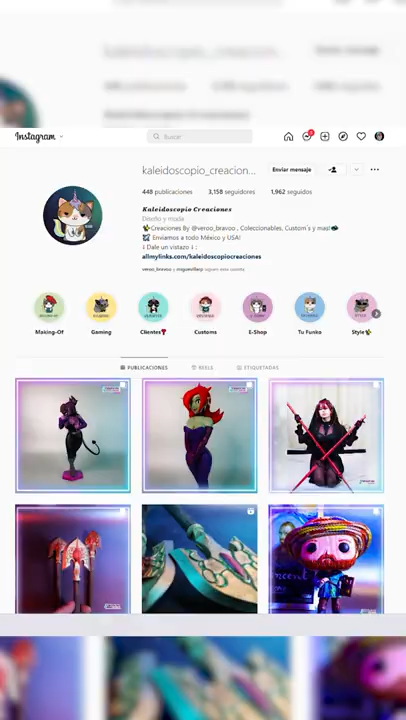 Instagram
Buscar
kaleidoscopio_creacion...
Enviar mensaje
448 publicaciones
3,158 seguidores
1,962 seguidos
Kaleidoscopio Creaciones
Diseño y moda
Creaciones By @veroo_bravoo , Coleccionables, Custom´s y mas!
Enviamos a todo México y USA!
Dale un vistazo
allmylinks.com/kaleidoscopiocreaciones
Making-Of
Gaming
Clientes
Customs
E-Shop
Tu Funko
Style
PUBLICACIONES
REELS
ETIQUETADAS